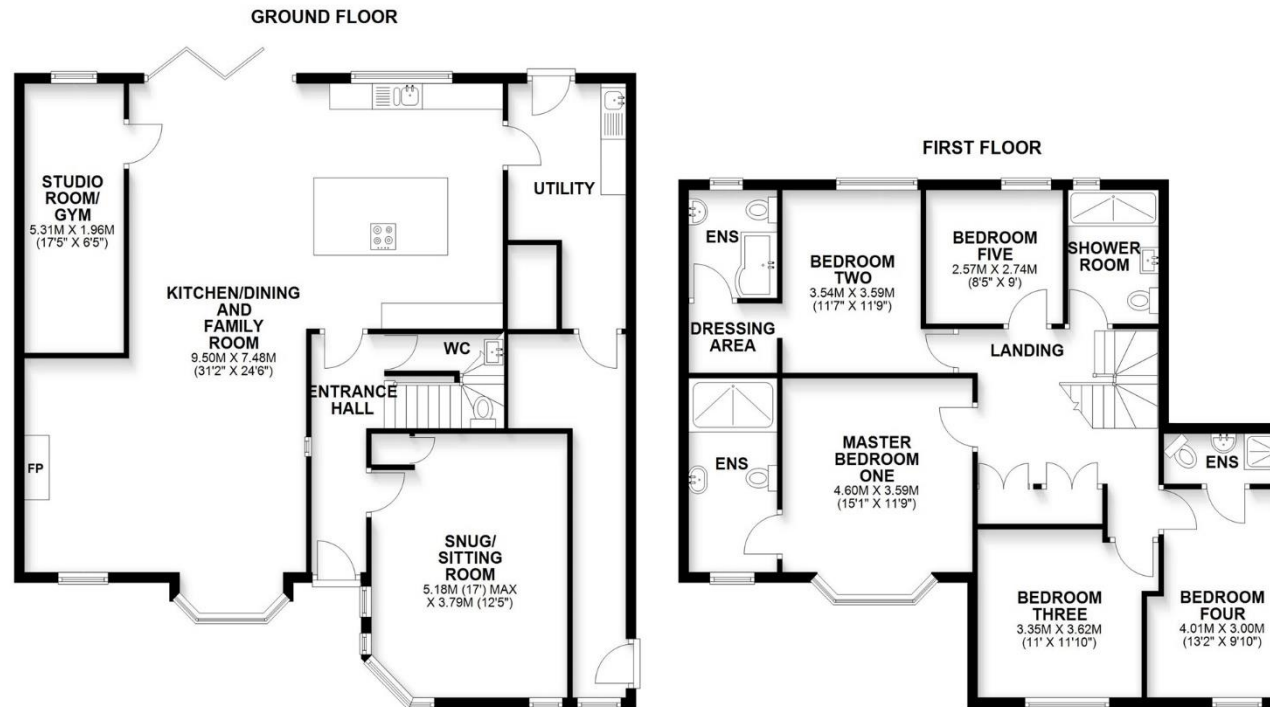 GROUND FLOOR
STUDIO
ROOM/
GYM
5.31M X 1.96M
(17'5" X 6'5")
KITCHEN/DINING
AND
FAMILY
ROOM
9.50M X 7.48M
(31'2" X 24'6")
UTILITY
WC
ENTRANCE
HALL
FP
SNUG/
SITTING
ROOM
5.18M (17') MAX
X 3.79M (12'5")
FIRST FLOOR
ENS
BEDROOM
TWO
3.54M X 3.59M
(11'7" X 11'9")
BEDROOM
FIVE
2.57M X 2.74M
(8'5" X 9')
SHOWER
ROOM
DRESSING
AREA
LANDING
ENS
MASTER
BEDROOM
ONE
4.60M X 3.59M
(15'1" X 11'9")
ENS
BEDROOM
THREE
3.35M X 3.62M
(11' X 11'10")
BEDROOM
FOUR
4.01M X 3.00M
(13'2" X 9'10")